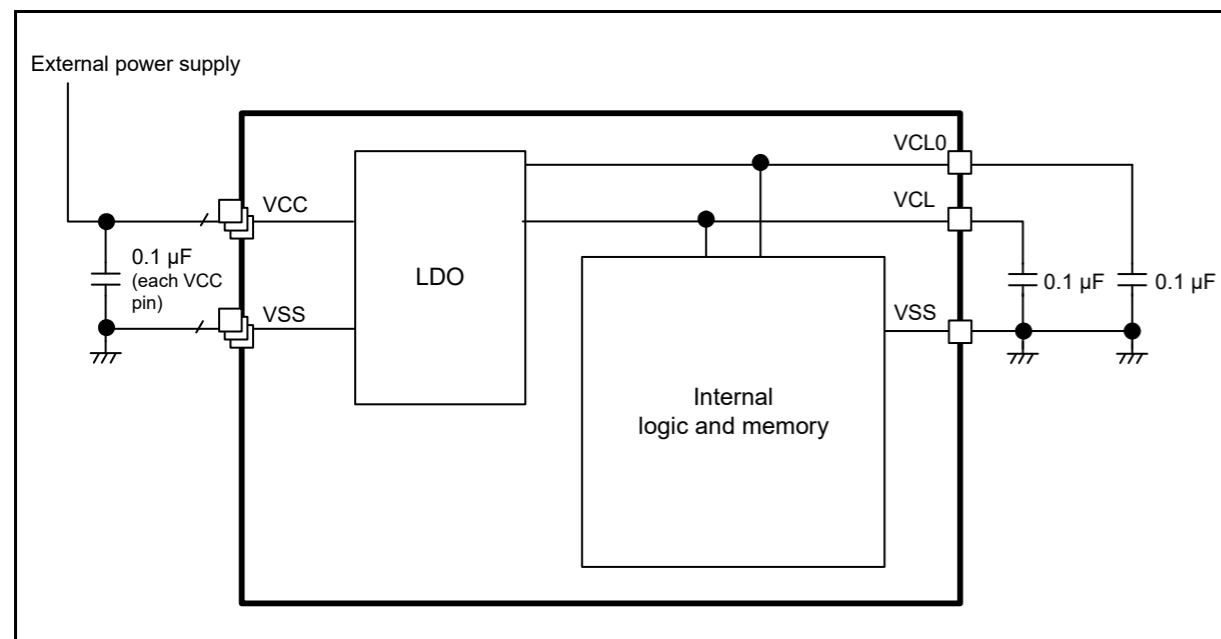 External power supply
VCL0
VCC
VCL
0.1 µF
(each VCC
pin)
LDO
0.1 µF
0.1 µF
VSS
VSS
Internal
logic and memory